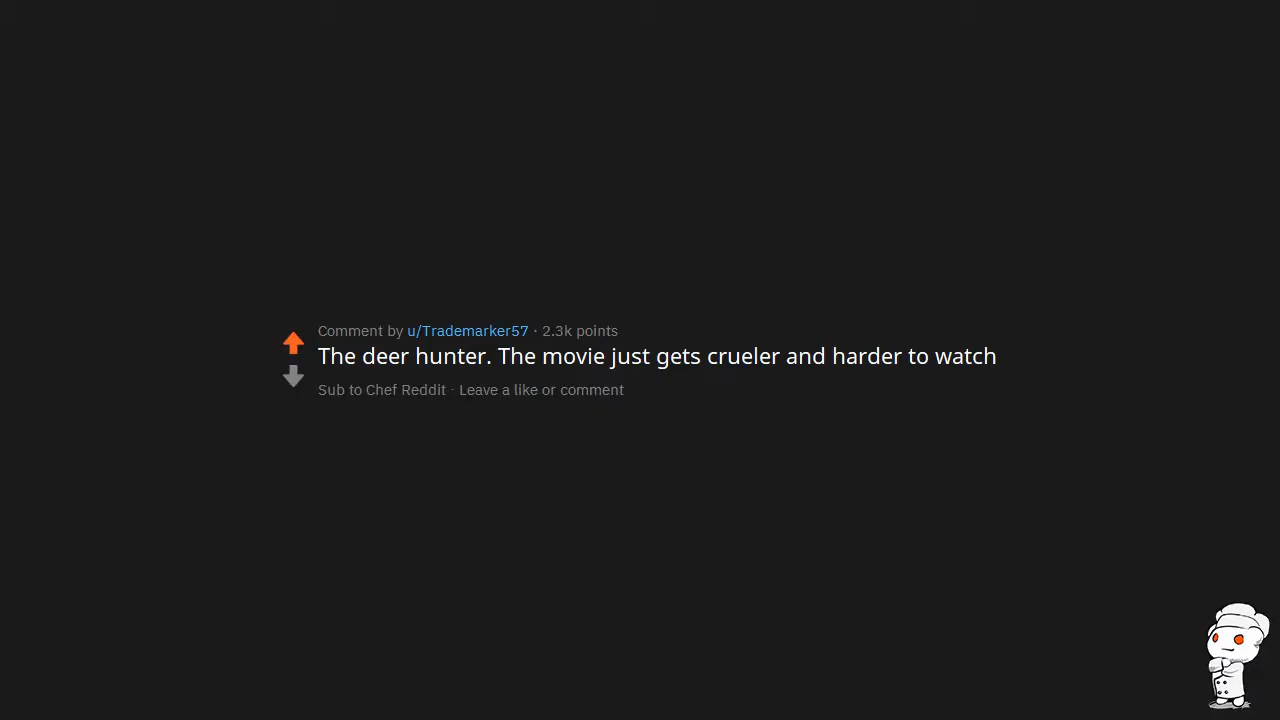 Comment by u/Trademarker57 · 2.3k points
The deer hunter. The movie just gets crueler and harder to watch
Sub to Chef Reddit · Leave a like or comment